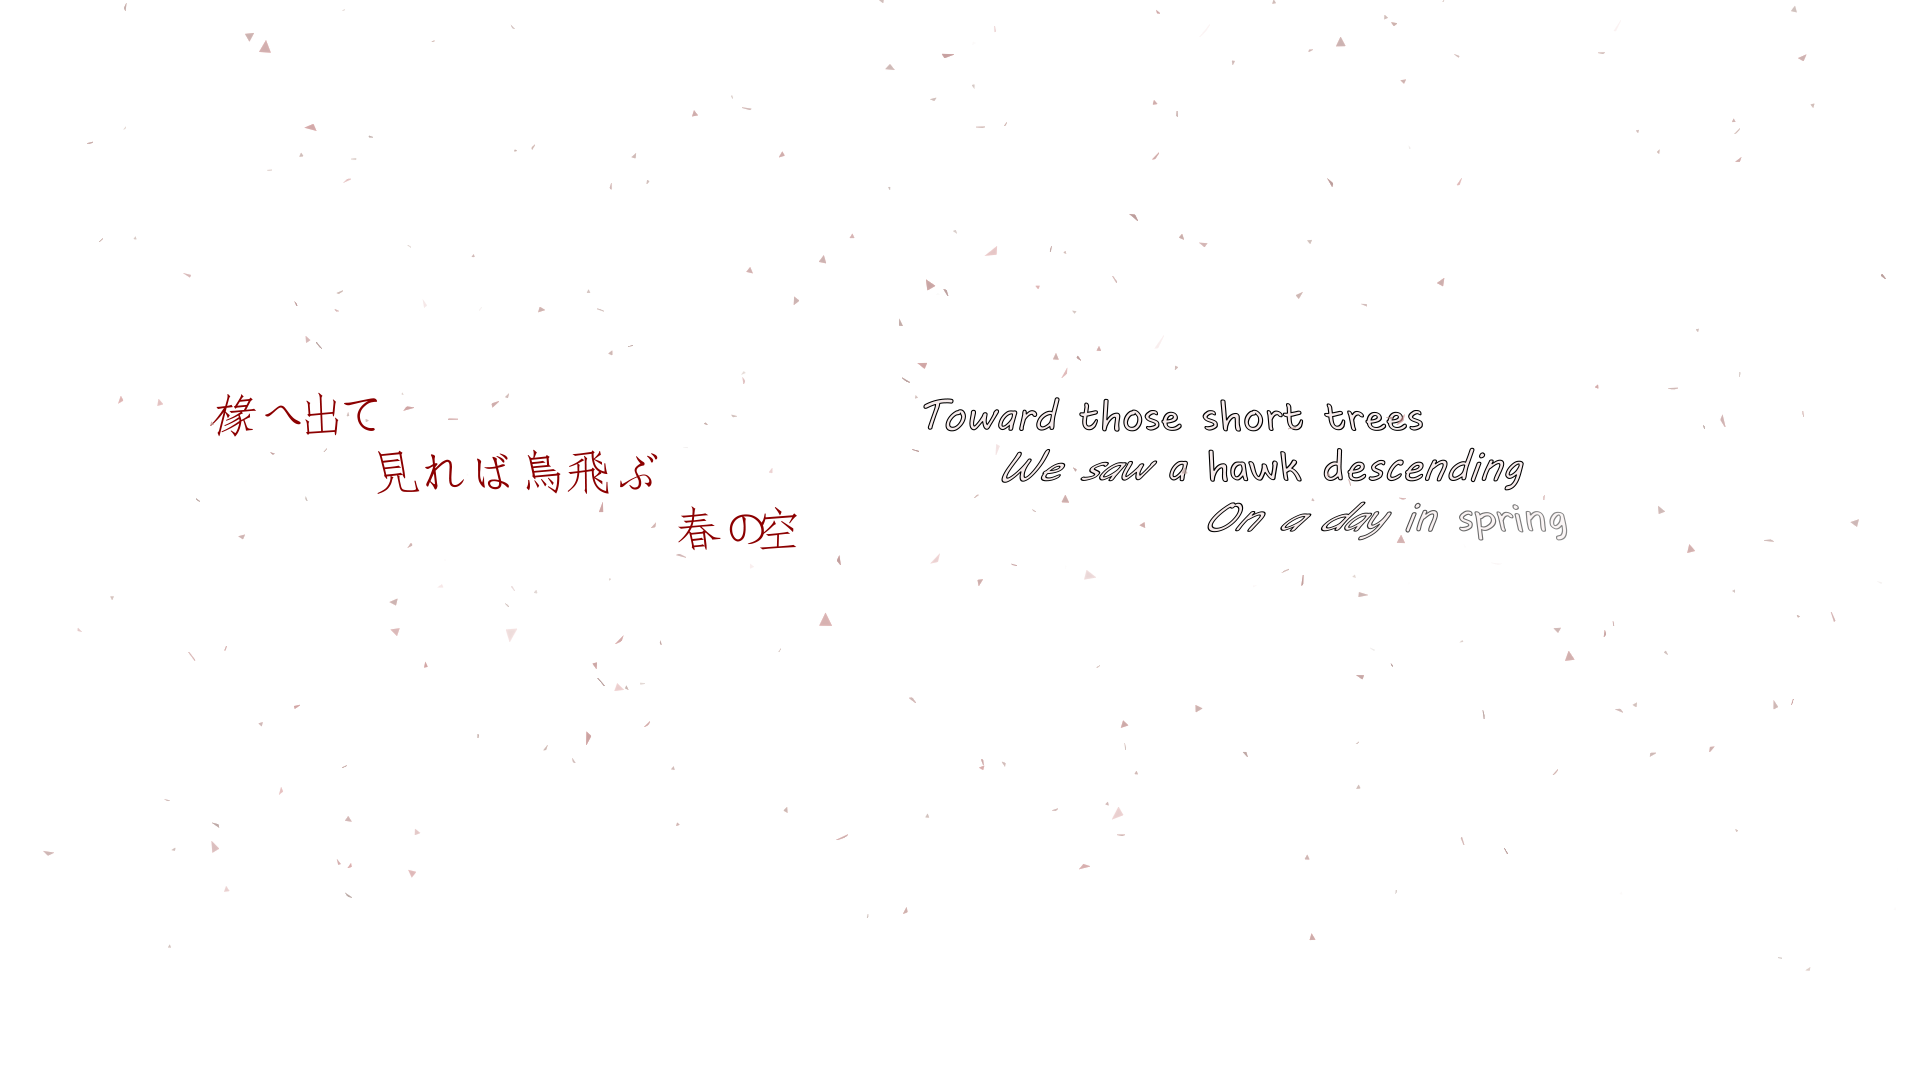 椽へ出て
見れば鳥飛ぶ
春の空
Toward those short trees
We saw a hawk descending
On a day in spring